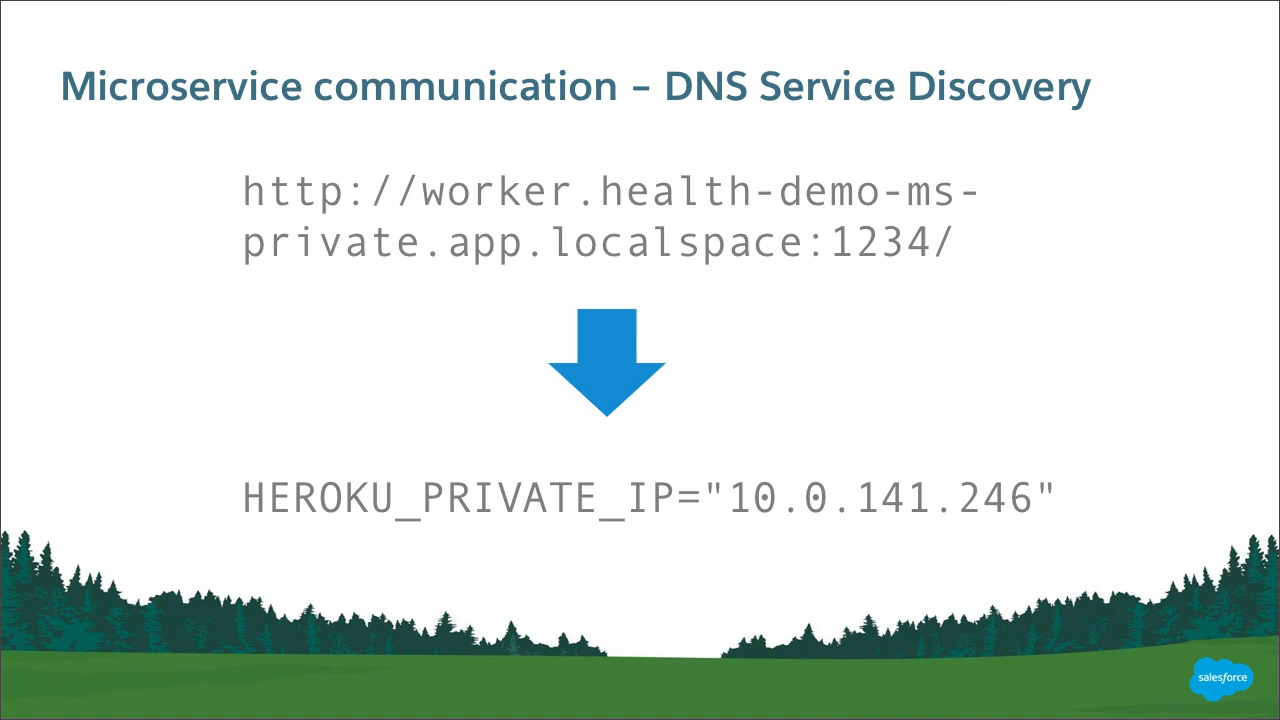 Microservice communication – DNS Service Discovery
http://worker.health-demo-ms-
private.app.localspace:1234/
HEROKU_PRIVATE_IP="10.0.141.246"
salesforce